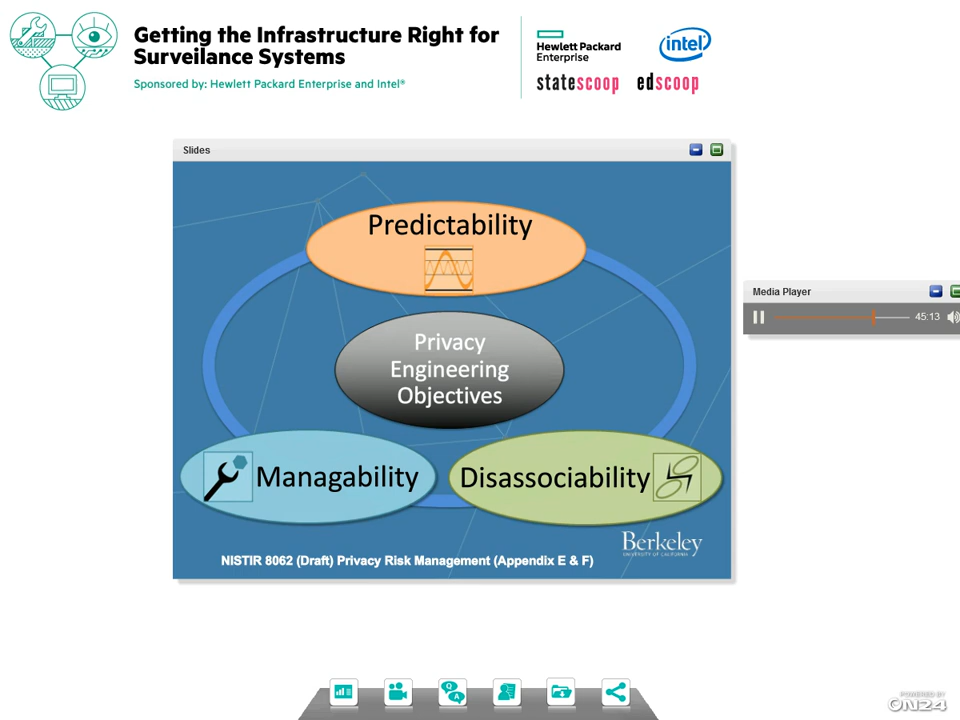 Getting the Infrastructure Right for
Surveilance Systems
Sponsored by: Hewlett Packard Enterprise and Intel®
Hewlett Packard
Enterprise
intel
statescoop edscoop
Slides
Predictability
Privacy
Engineering
Objectives
Managability
Disassociability
Berkeley
UNIVERSITY OF CALIFORNIA
NISTIR 8062 (Draft) Privacy Risk Management (Appendix E & F)
Media Player
45:13
Q
A
POWERED BY
ON24